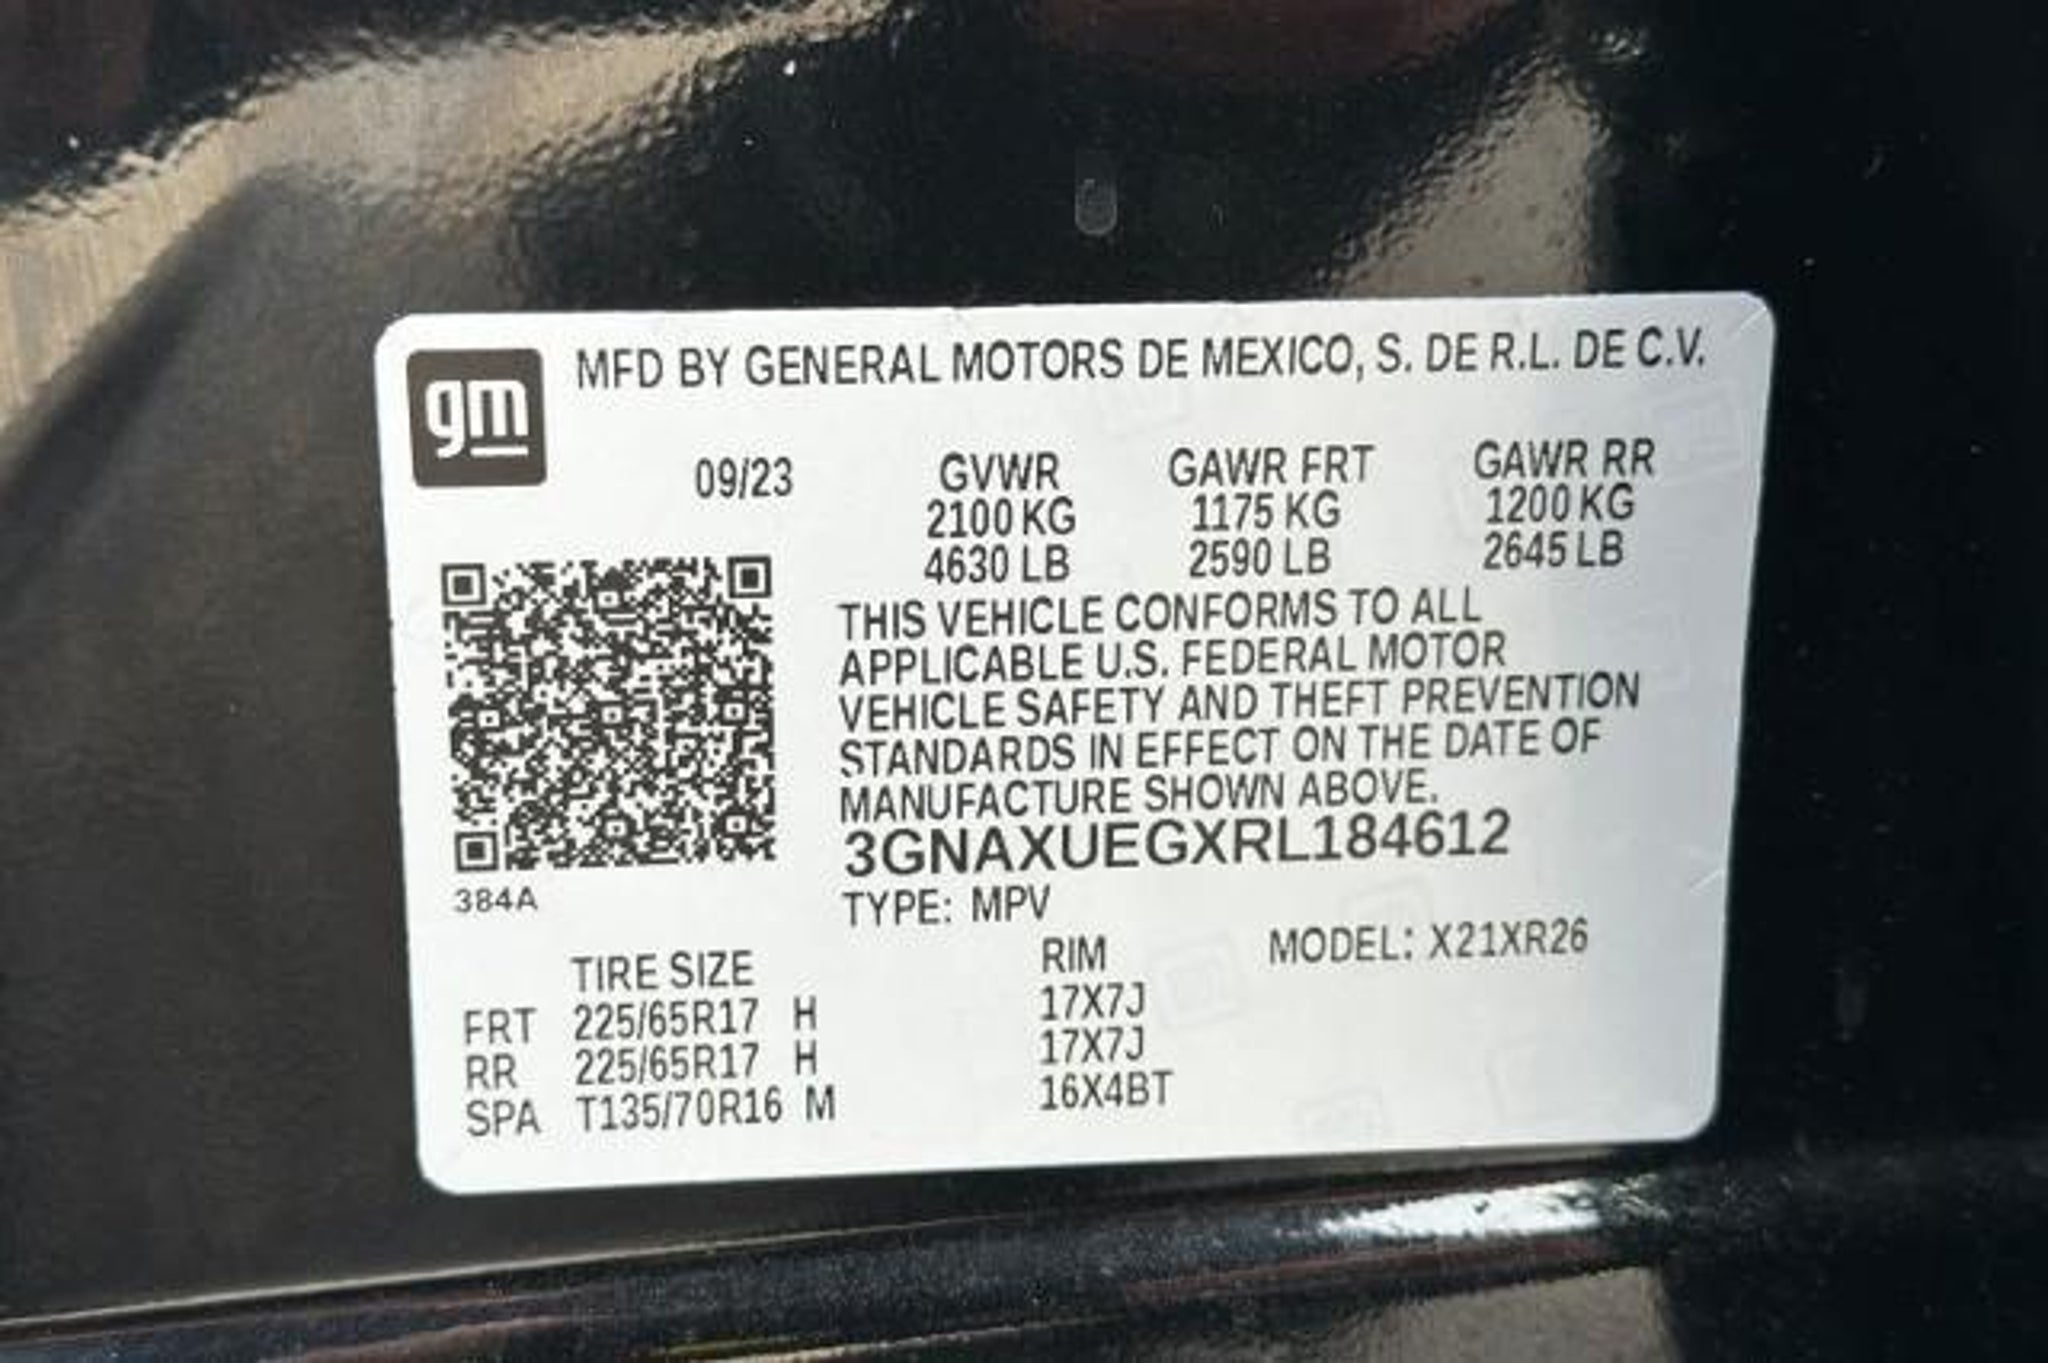 gm
MFD BY GENERAL MOTORS DE MEXICO, S. DE R.L. DE C.V.
09/23 GVWR GAWR FRT GAWR RR
2100 KG 1175 KG 1200 KG
4630 LB 2590 LB 2645 LB
THIS VEHICLE CONFORMS TO ALL
APPLICABLE U.S. FEDERAL MOTOR
VEHICLE SAFETY AND THEFT PREVENTION
STANDARDS IN EFFECT ON THE DATE OF
MANUFACTURE SHOWN ABOVE.
3GNAXUEGXRL184612
384A
TYPE: MPV
TIRE SIZE RIM MODEL: X21XR26
FRT 225/65R17 H 17X7J
RR 225/65R17 H 17X7J
SPA T135/70R16 M 16X4BT